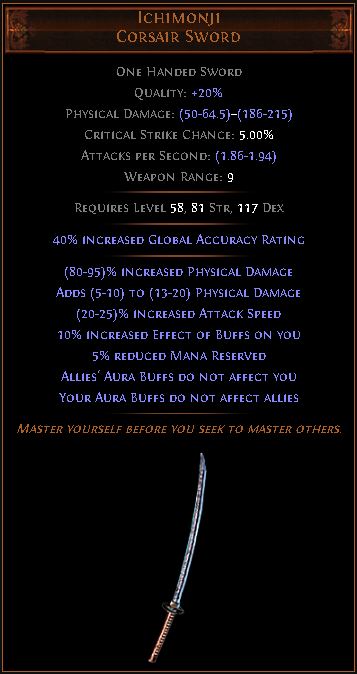 Ichimonji
Corsair Sword
One Handed Sword
Quality: +20%
Physical Damage: (50-64.5)–(186-215)
Critical Strike Chance: 5.00%
Attacks per Second: (1.86-1.94)
Weapon Range: 9
Requires Level 58, 81 Str, 117 Dex
40% increased Global Accuracy Rating
(80-95)% increased Physical Damage
Adds (5-10) to (13-20) Physical Damage
(20-25)% increased Attack Speed
10% increased Effect of Buffs on you
5% reduced Mana Reserved
Allies' Aura Buffs do not affect you
Your Aura Buffs do not affect allies
Master yourself before you seek to master others.